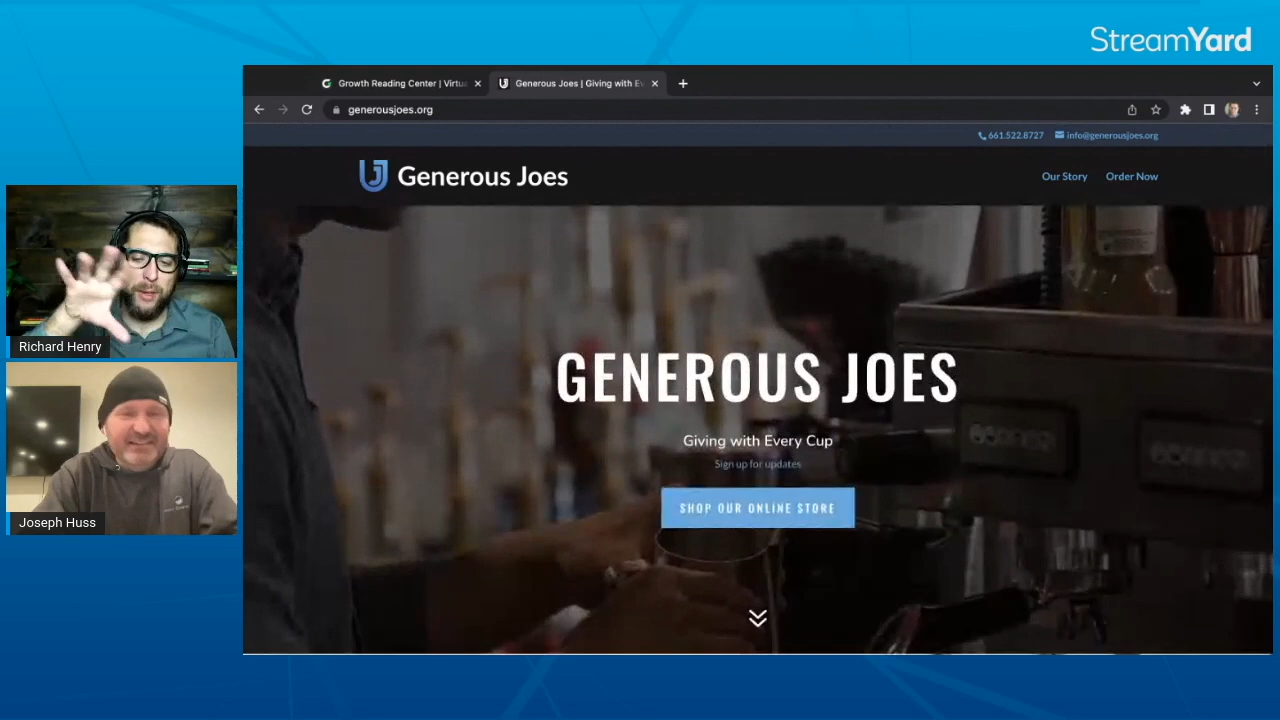 StreamYard
Growth Reading Center | Virtu
Generous Joes | Giving with Ev
generousjoes.org
661.522.8727
info@generousjoes.org
Generous Joes
Our Story
Order Now
GENEROUS JOES
Giving with Every Cup
Sign up for updates
SHOP OUR ONLINE STORE
Richard Henry
Joseph Huss